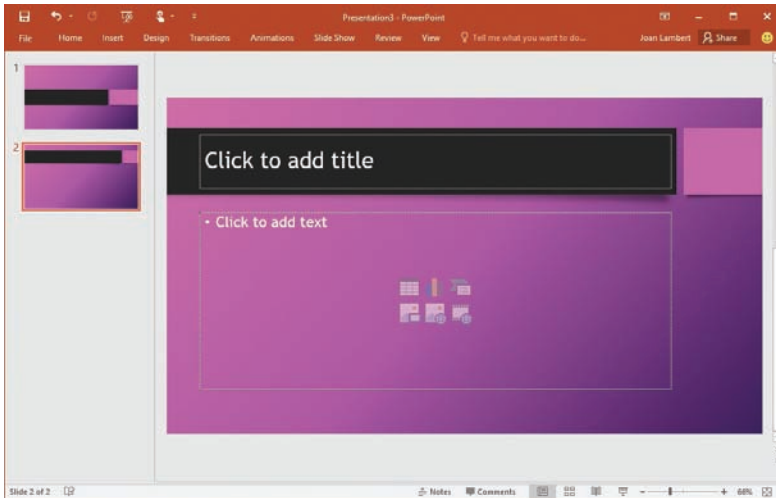 Presentation3 - PowerPoint
File Home Insert Design Transitions Animations Slide Show Review View Tell me what you want to do... Joan Lambert Share
1
2
Click to add title
• Click to add text
Slide 2 of 2 Notes Comments 68%